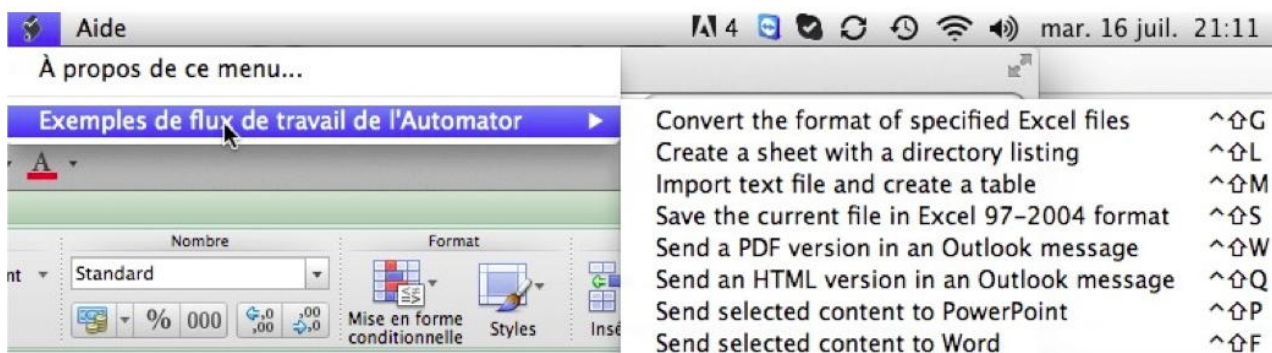 Aide 4 mar. 16 juil. 21:11
À propos de ce menu...
Exemples de flux de travail de l'Automator
Convert the format of specified Excel files ^⇧G
Create a sheet with a directory listing ^⇧L
Import text file and create a table ^⇧M
Save the current file in Excel 97-2004 format ^⇧S
Send a PDF version in an Outlook message ^⇧W
Send an HTML version in an Outlook message ^⇧Q
Send selected content to PowerPoint ^⇧P
Send selected content to Word ^⇧F
A
Nombre Format
nt Standard
% 000 ,0 ,00 ,00 ,0
Mise en forme
conditionnelle
Styles
Insé